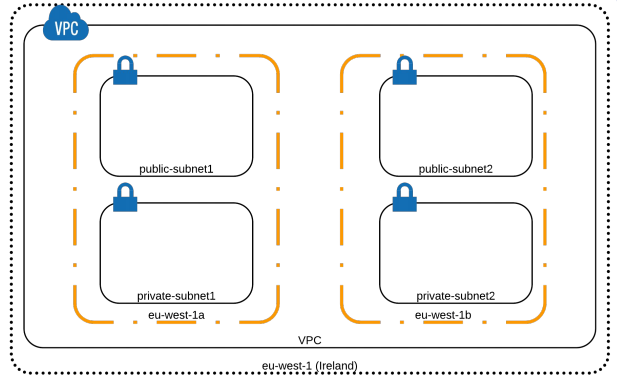 VPC
public-subnet1
public-subnet2
private-subnet1
private-subnet2
eu-west-1a
eu-west-1b
VPC
eu-west-1 (Ireland)